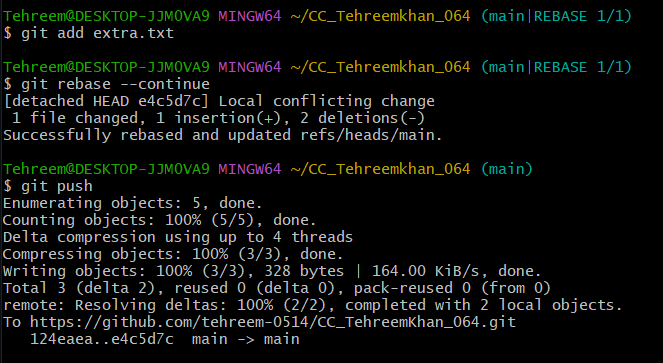 Tehreem@DESKTOP-JJM0VA9 MINGW64 ~/CC_Tehreemkhan_064 (main|REBASE 1/1)
$ git add extra.txt
Tehreem@DESKTOP-JJM0VA9 MINGW64 ~/CC_Tehreemkhan_064 (main|REBASE 1/1)
$ git rebase --continue
[detached HEAD e4c5d7c] Local conflicting change
 1 file changed, 1 insertion(+), 2 deletions(-)
Successfully rebased and updated refs/heads/main.
Tehreem@DESKTOP-JJM0VA9 MINGW64 ~/CC_Tehreemkhan_064 (main)
$ git push
Enumerating objects: 5, done.
Counting objects: 100% (5/5), done.
Delta compression using up to 4 threads
Compressing objects: 100% (3/3), done.
Writing objects: 100% (3/3), 328 bytes | 164.00 KiB/s, done.
Total 3 (delta 2), reused 0 (delta 0), pack-reused 0 (from 0)
remote: Resolving deltas: 100% (2/2), completed with 2 local objects.
To https://github.com/tehreem-0514/CC_TehreemKhan_064.git
   124eaea..e4c5d7c  main -> main